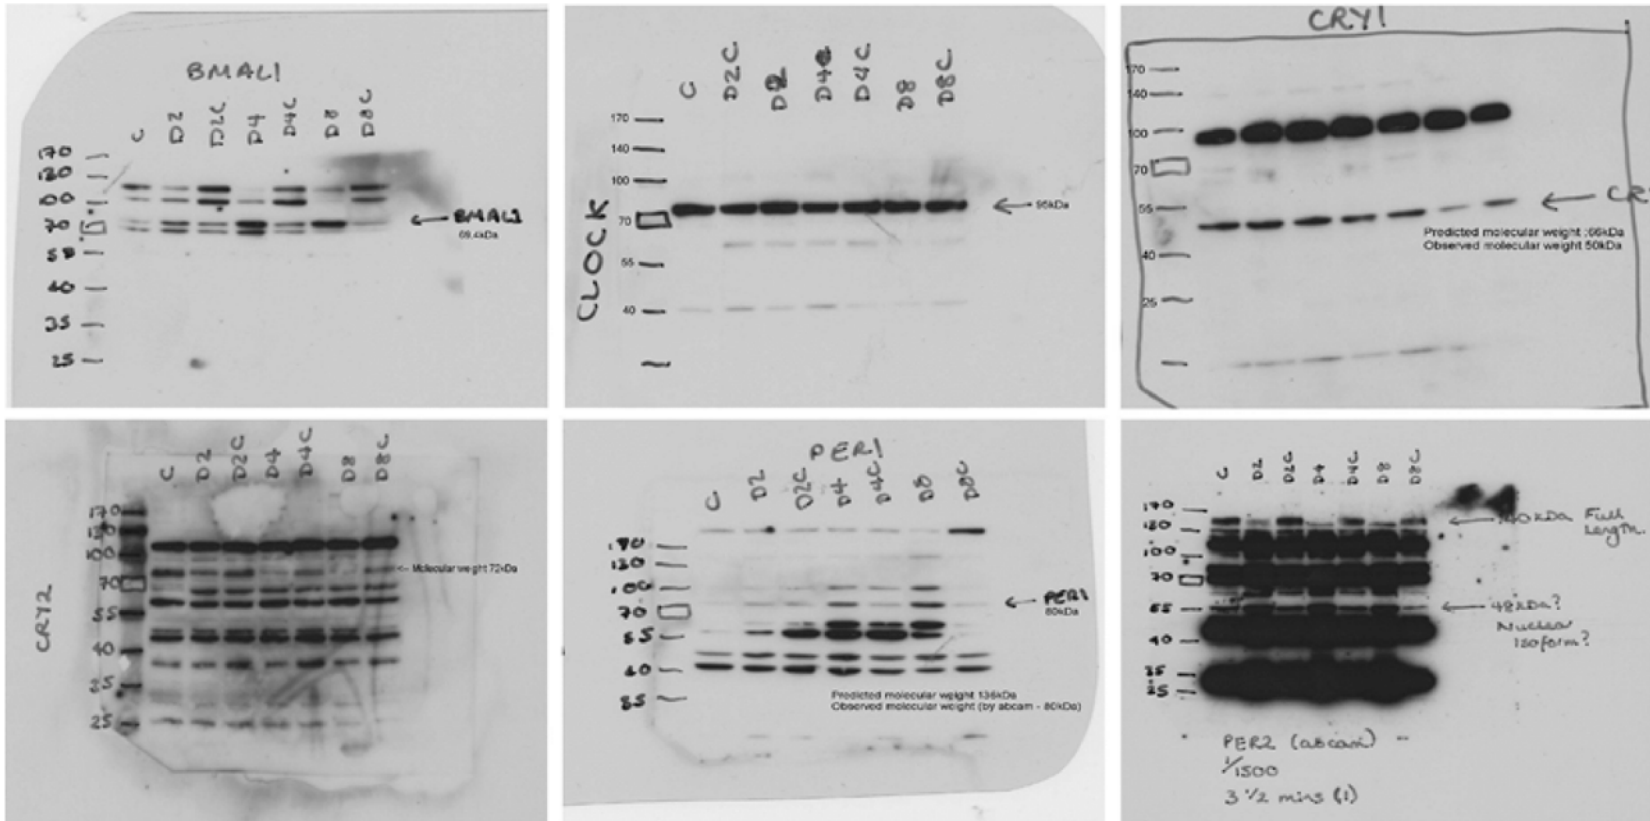 BMAL1
C D2 D2C D4 D4C D8 D8C
170
130
100
70
55
40
35
25
← BMAL1
69.4kDa
C D2C D2 D4C D8 D8C
CLOCK
170
140
100
70
55
40
95kDa
CRY1
170
140
100
70
55
40
25
← CR
Predicted molecular weight :66kDa
Observed molecular weight 50kDa
CRY2
C D2 D2C D4 D4C D8 D8C
170
130
100
70
55
40
35
25
<- Molecular weight 72kDa
PER1
C D2 D2C D4 D4C D8 D8C
170
130
100
70
55
40
35
← PER1
80kDa
Predicted molecular weight 136kDa
Observed molecular weight (by abcam - 80kDa)
C D2 D2C D4 D4C D8 D8C
170
130
100
70
55
40
35
25
140kDa Full
Length.
← 48kDa?
Nuclear
Isoform?
PER2 (abcam)
1/1500
3 1/2 mins (1)